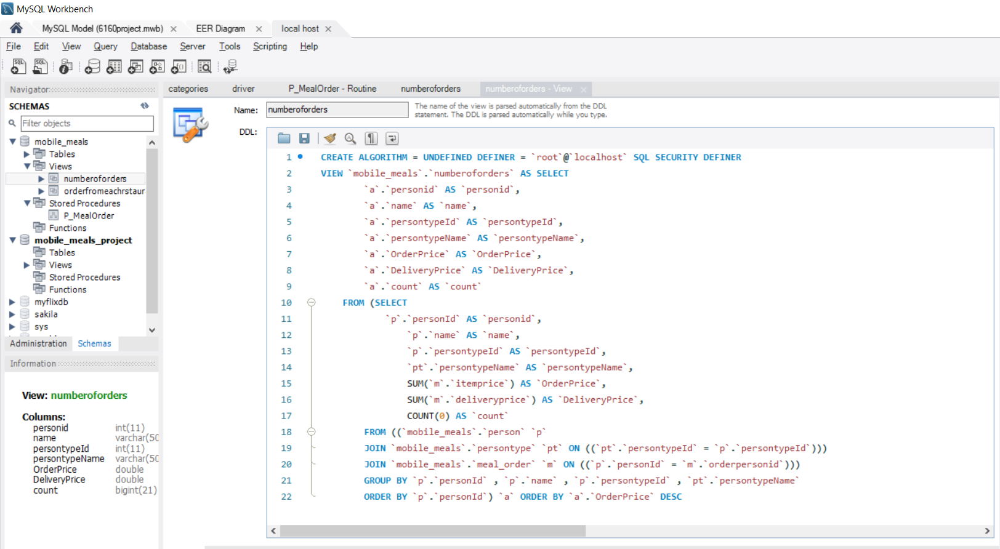 MySQL Workbench
MySQL Model (6160project.mwb) ×
EER Diagram ×
local host ×
File Edit View Query Database Server Tools Scripting Help
Navigator
SCHEMAS
Filter objects
mobile_meals
Tables
Views
numberoforders
orderfromeachrstaur
Stored Procedures
P_MealOrder
Functions
mobile_meals_project
Tables
Views
Stored Procedures
Functions
myflixdb
sakila
sys
Administration Schemas
Information
View: numberoforders
Columns:
personid int(11)
name varchar(50
persontypeId int(11)
persontypeName varchar(50
OrderPrice double
DeliveryPrice double
count bigint(21)
categories driver P_MealOrder - Routine numberoforders numberoforders - View ×
Name: numberoforders
The name of the view is parsed automatically from the DDL
statement. The DDL is parsed automatically while you type.
DDL:
1 CREATE ALGORITHM = UNDEFINED DEFINER = `root`@`localhost` SQL SECURITY DEFINER
2 VIEW `mobile_meals`.`numberoforders` AS SELECT
3 `a`.`personid` AS `personid`,
4 `a`.`name` AS `name`,
5 `a`.`persontypeId` AS `persontypeId`,
6 `a`.`persontypeName` AS `persontypeName`,
7 `a`.`OrderPrice` AS `OrderPrice`,
8 `a`.`DeliveryPrice` AS `DeliveryPrice`,
9 `a`.`count` AS `count`
10 FROM (SELECT
11 `p`.`personId` AS `personid`,
12 `p`.`name` AS `name`,
13 `p`.`persontypeId` AS `persontypeId`,
14 `pt`.`persontypeName` AS `persontypeName`,
15 SUM(`m`.`itemprice`) AS `OrderPrice`,
16 SUM(`m`.`deliveryprice`) AS `DeliveryPrice`,
17 COUNT(0) AS `count`
18 FROM ((`mobile_meals`.`person` `p`
19 JOIN `mobile_meals`.`persontype` `pt` ON ((`pt`.`persontypeId` = `p`.`persontypeId`)))
20 JOIN `mobile_meals`.`meal_order` `m` ON ((`p`.`personId` = `m`.`orderpersonid`)))
21 GROUP BY `p`.`personId` , `p`.`name` , `p`.`persontypeId` , `pt`.`persontypeName`
22 ORDER BY `p`.`personId`) `a` ORDER BY `a`.`OrderPrice` DESC